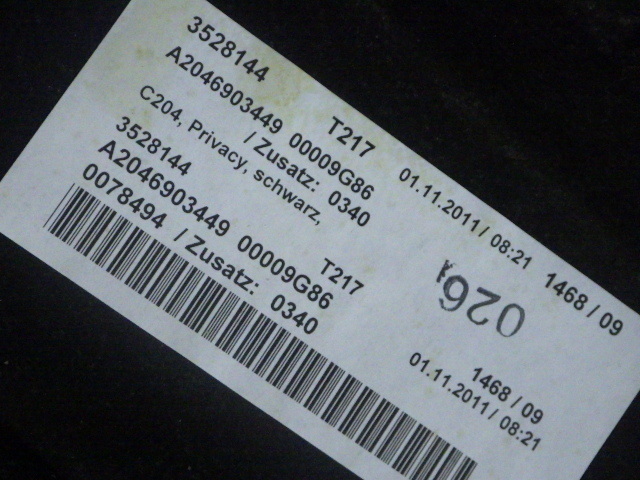 3528144 T217 01.11.2011 / 08:21 1468 / 09
A2046903449 00009G86
/ Zusatz: 0340
C204, Privacy, schwarz,
3528144 T217 1468 / 09
A2046903449 00009G86 01.11.2011 / 08:21
0078494 / Zusatz: 0340
026